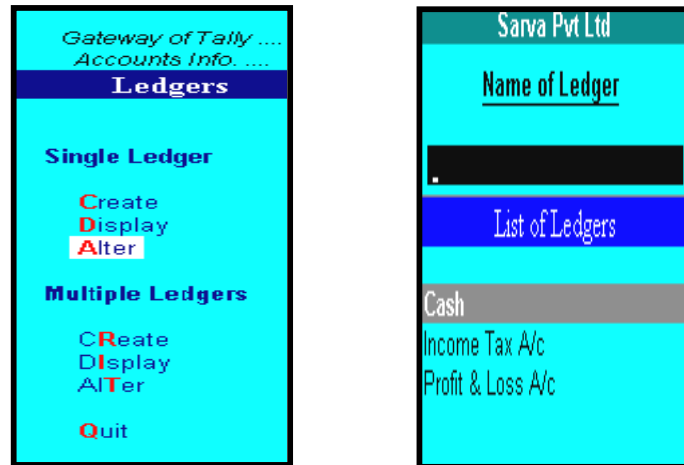 Gateway of Tally ....
Accounts Info. ....
Ledgers
Single Ledger
Create
Display
Alter
Multiple Ledgers
CReate
DIsplay
AlTer
Quit
Sarva Pvt Ltd
Name of Ledger
List of Ledgers
Cash
Income Tax A/c
Profit & Loss A/c